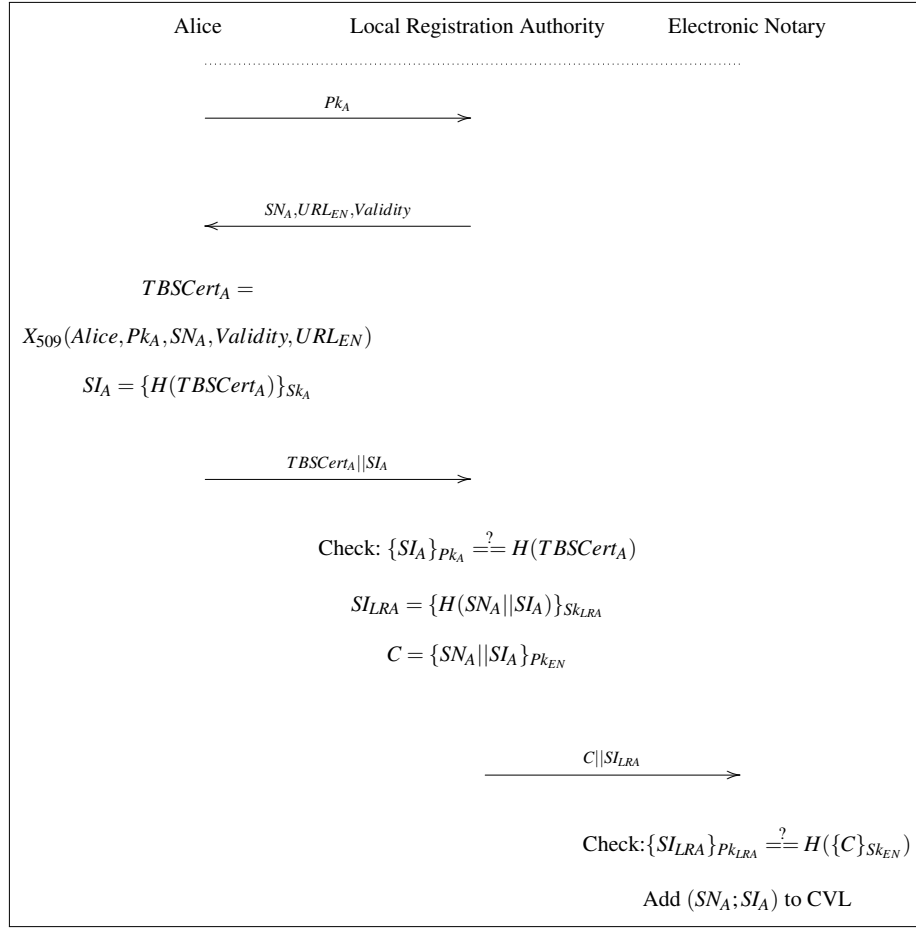 Alice Local Registration Authority Electronic Notary
Pk_A
SN_A,URL_EN,Validity
TBSCert_A =
X_509(Alice,Pk_A,SN_A,Validity,URL_EN)
SI_A = {H(TBSCert_A)}_Sk_A
TBSCert_A||SI_A
Check: {SI_A}_Pk_A ?== H(TBSCert_A)
SI_LRA = {H(SN_A||SI_A)}_Sk_LRA
C = {SN_A||SI_A}_Pk_EN
C||SI_LRA
Check:{SI_LRA}_Pk_LRA ?== H({C}_Sk_EN)
Add (SN_A;SI_A) to CVL